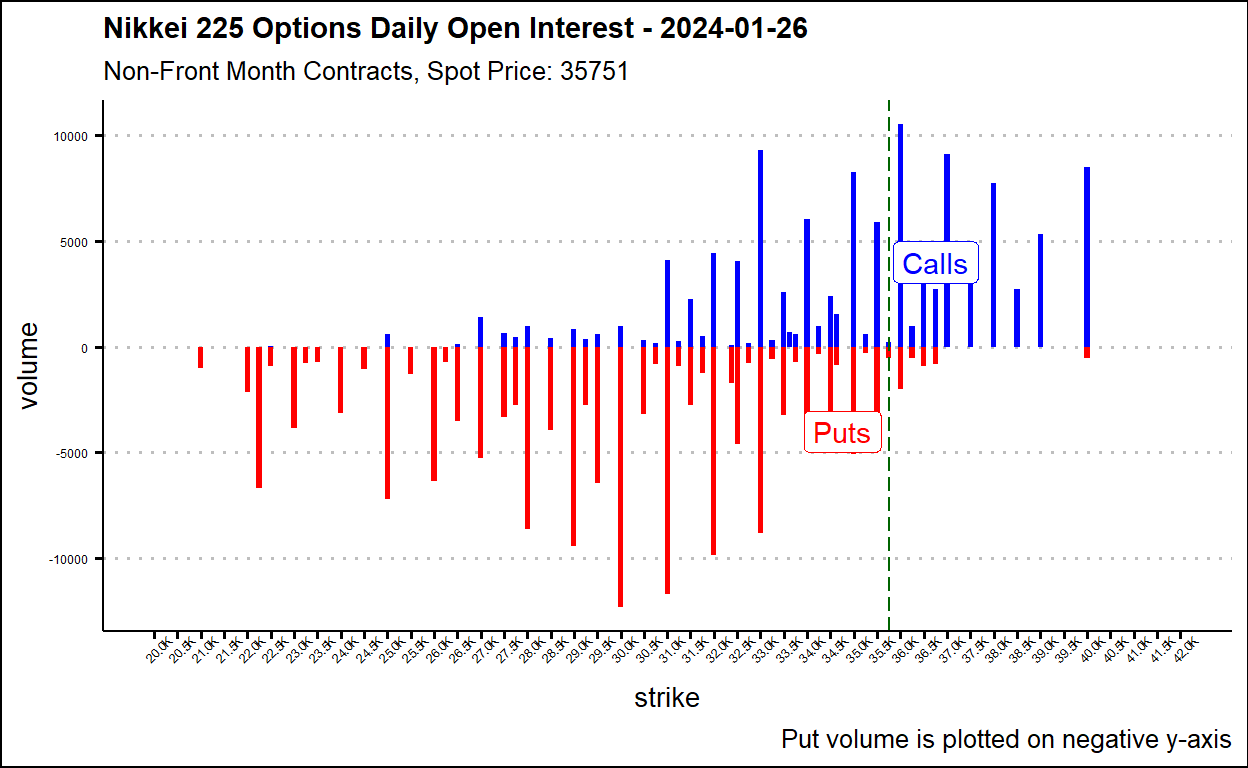 Nikkei 225 Options Daily Open Interest - 2024-01-26
Non-Front Month Contracts, Spot Price: 35751
10000
5000
0
-5000
-10000
volume
Calls
Puts
20.0K 20.5K 21.0K 21.5K 22.0K 22.5K 23.0K 23.5K 24.0K 24.5K 25.0K 25.5K 26.0K 26.5K 27.0K 27.5K 28.0K 28.5K 29.0K 29.5K 30.0K 30.5K 31.0K 31.5K 32.0K 32.5K 33.0K 33.5K 34.0K 34.5K 35.0K 35.5K 36.0K 36.5K 37.0K 37.5K 38.0K 38.5K 39.0K 39.5K 40.0K 40.5K 41.0K 41.5K 42.0K
strike
Put volume is plotted on negative y-axis